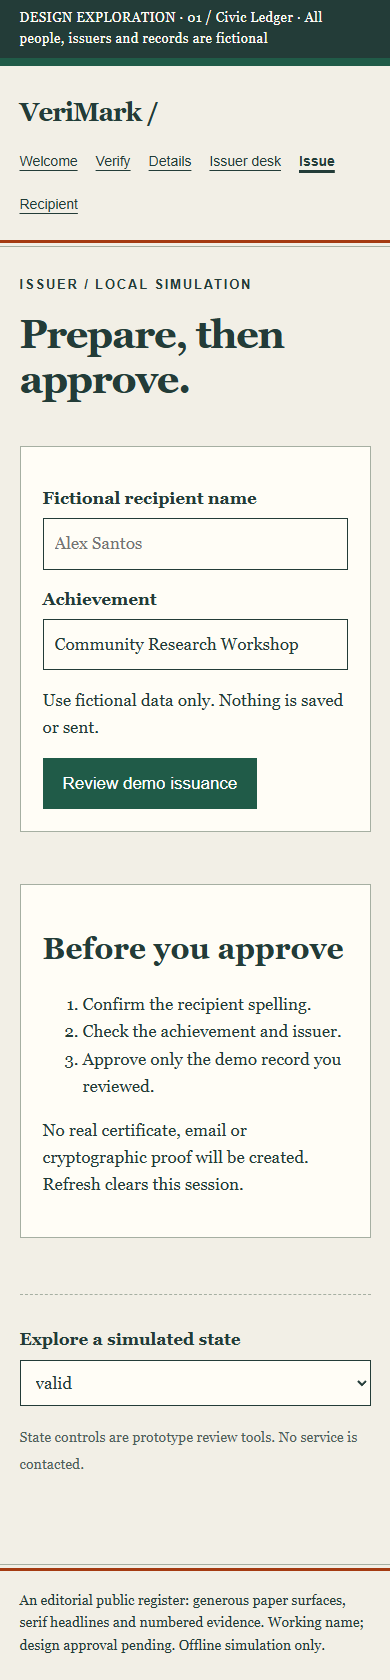 DESIGN EXPLORATION · 01 / Civic Ledger · All
people, issuers and records are fictional
VeriMark /
Welcome Verify Details Issuer desk Issue
Recipient
ISSUER / LOCAL SIMULATION
Prepare, then
approve.
Fictional recipient name
Alex Santos
Achievement
Community Research Workshop
Use fictional data only. Nothing is saved
or sent.
Review demo issuance
Before you approve
1. Confirm the recipient spelling.
2. Check the achievement and issuer.
3. Approve only the demo record you
reviewed.
No real certificate, email or
cryptographic proof will be created.
Refresh clears this session.
Explore a simulated state
valid
State controls are prototype review tools. No service is
contacted.
An editorial public register: generous paper surfaces,
serif headlines and numbered evidence. Working name;
design approval pending. Offline simulation only.